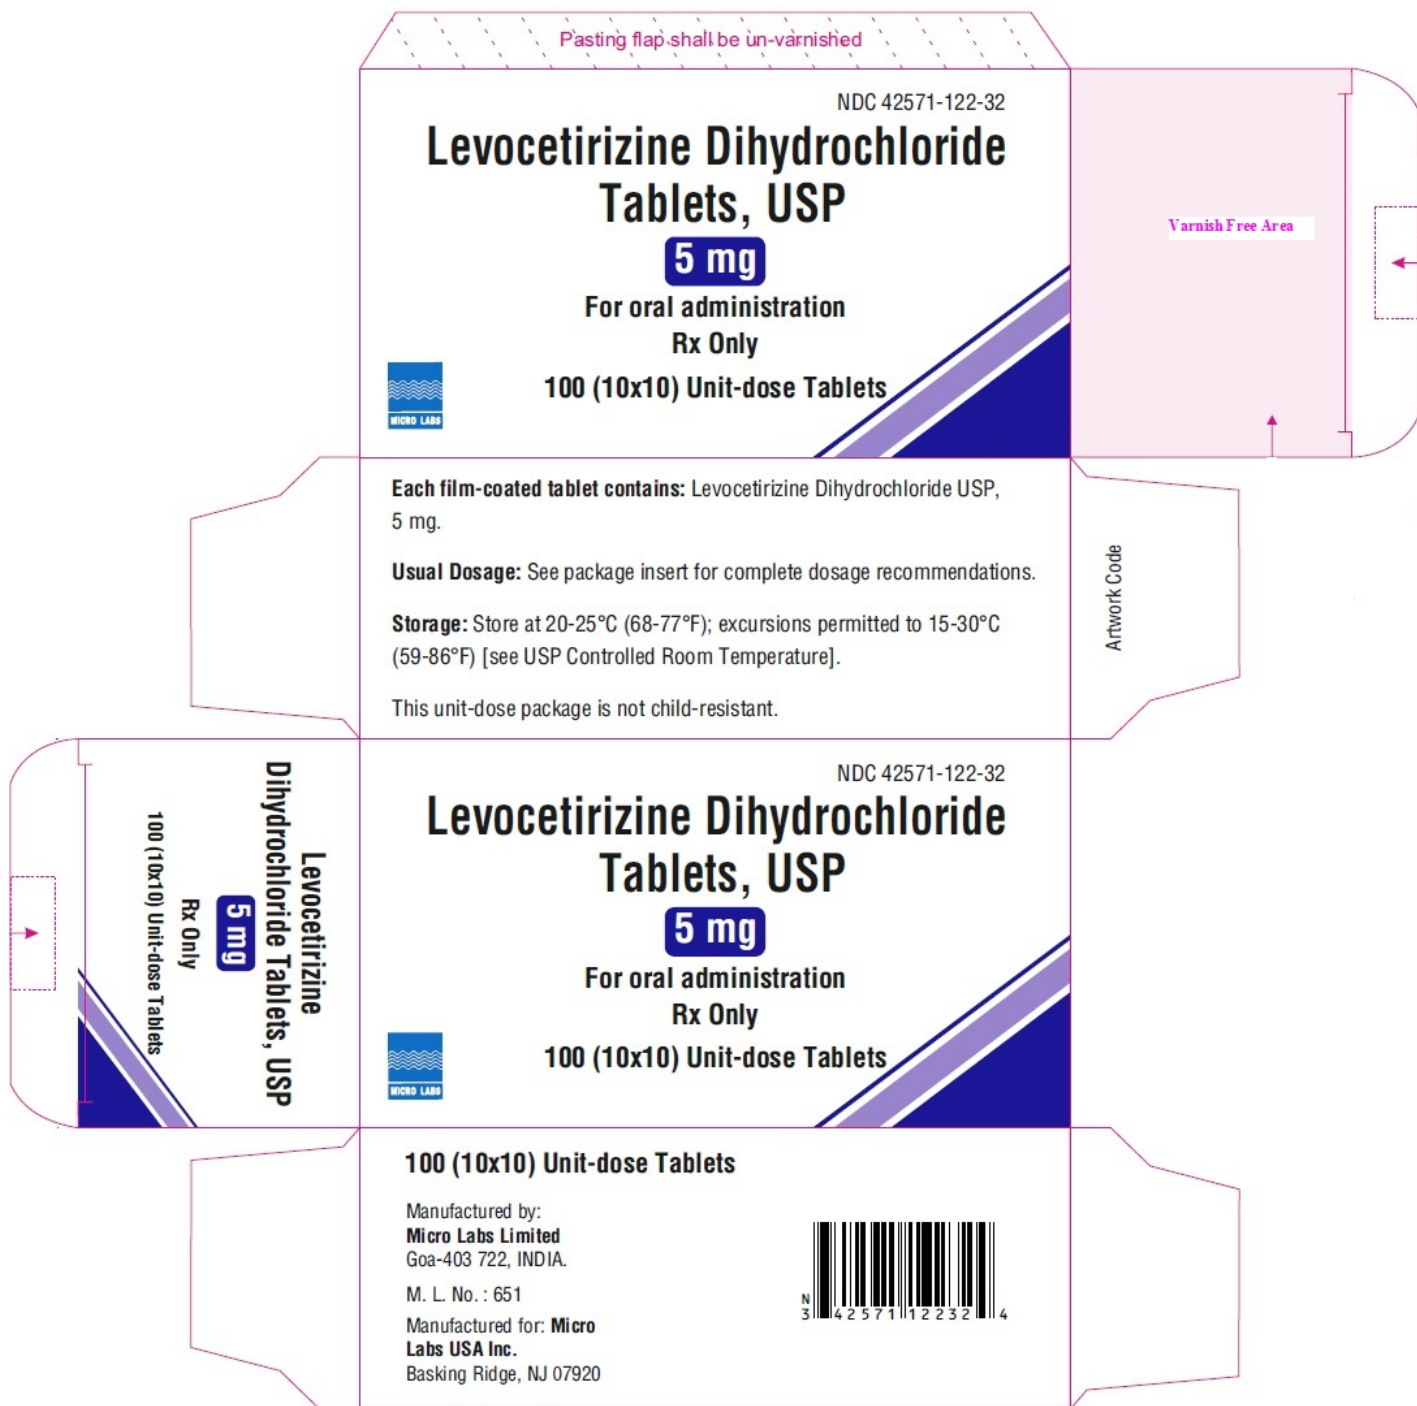 Pasting flap shall be un-varnished
NDC 42571-122-32
Levocetirizine Dihydrochloride
Tablets, USP
5 mg
For oral administration
Rx Only
100 (10x10) Unit-dose Tablets
MICRO LABS
Varnish Free Area
Each film-coated tablet contains: Levocetirizine Dihydrochloride USP,
5 mg.
Usual Dosage: See package insert for complete dosage recommendations.
Storage: Store at 20-25°C (68-77°F); excursions permitted to 15-30°C
(59-86°F) [see USP Controlled Room Temperature].
This unit-dose package is not child-resistant.
Artwork Code
Levocetirizine
Dihydrochloride Tablets, USP
5 mg
Rx Only
100 (10x10) Unit-dose Tablets
NDC 42571-122-32
Levocetirizine Dihydrochloride
Tablets, USP
5 mg
For oral administration
Rx Only
100 (10x10) Unit-dose Tablets
MICRO LABS
100 (10x10) Unit-dose Tablets
Manufactured by:
Micro Labs Limited
Goa-403 722, INDIA.
M. L. No. : 651
Manufactured for: Micro
Labs USA Inc.
Basking Ridge, NJ 07920
N
3 42571 12232 4